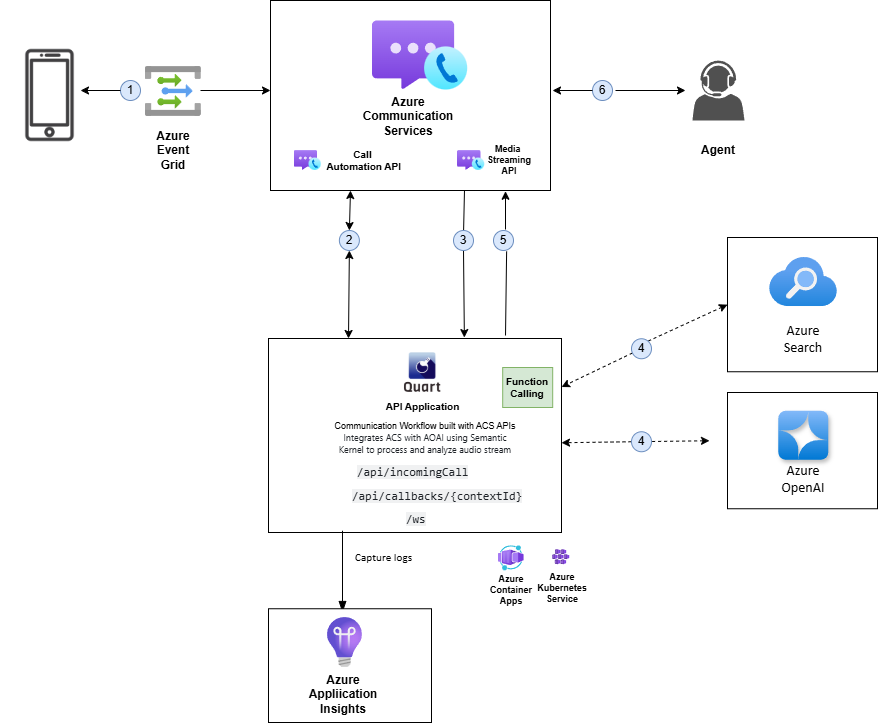 1
Azure
Event
Grid
Azure
Communication
Services
Call
Automation API
Media
Streaming
API
6
Agent
2
3
5
Azure
Search
4
Quart
Function
Calling
API Application
Communication Workflow built with ACS APIs
Integrates ACS with AOAI using Semantic
Kernel to process and analyze audio stream
/api/incomingCall
/api/callbacks/{contextId}
/ws
4
Azure
OpenAI
Capture logs
Azure
Container
Apps
Azure
Kubernetes
Service
Azure
Appliication
Insights